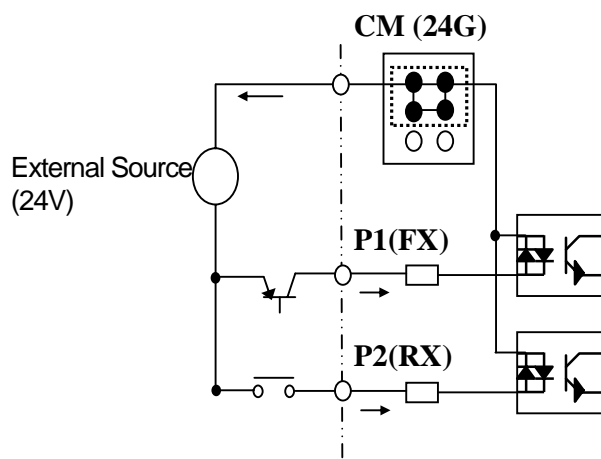 CM (24G)
External Source
(24V)
P1(FX)
P2(RX)